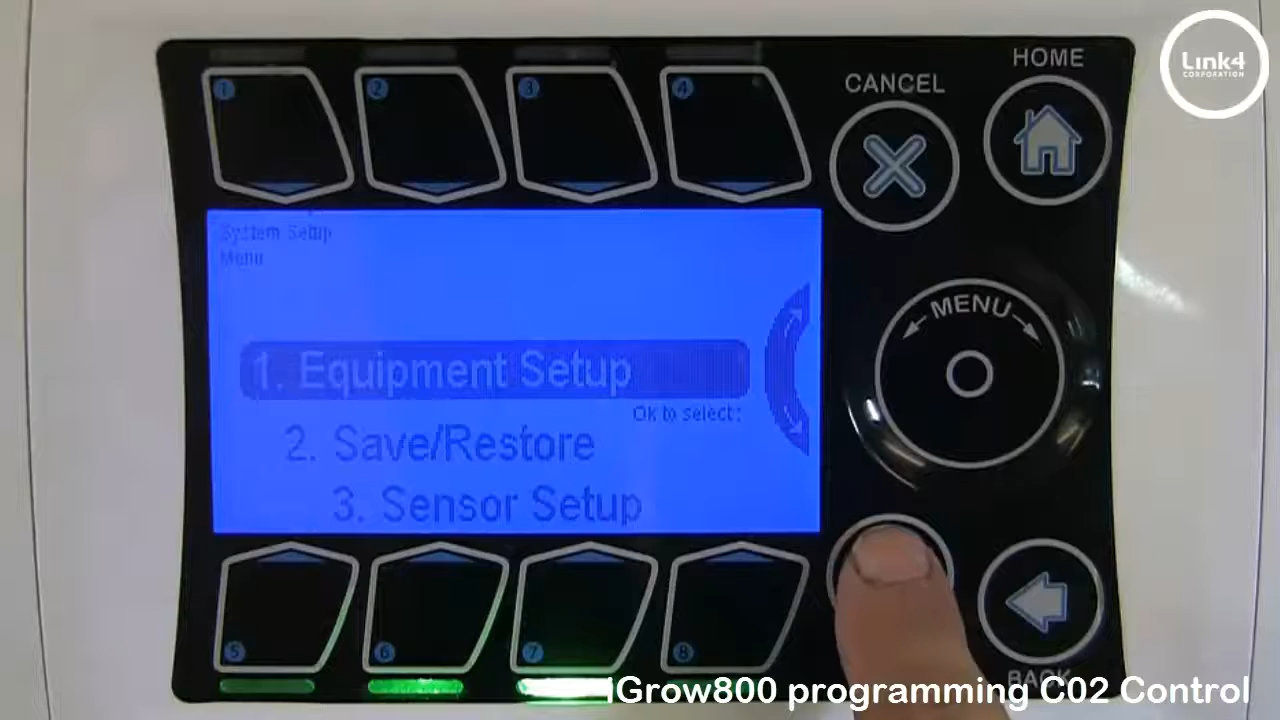 HOME
CANCEL
Link4
CORPORATION
1
2
3
4
System Setup
Menu
MENU
1. Equipment Setup
Ok to select:
2. Save/Restore
3. Sensor Setup
5
6
7
8
BACK
iGrow800 programming C02 Control